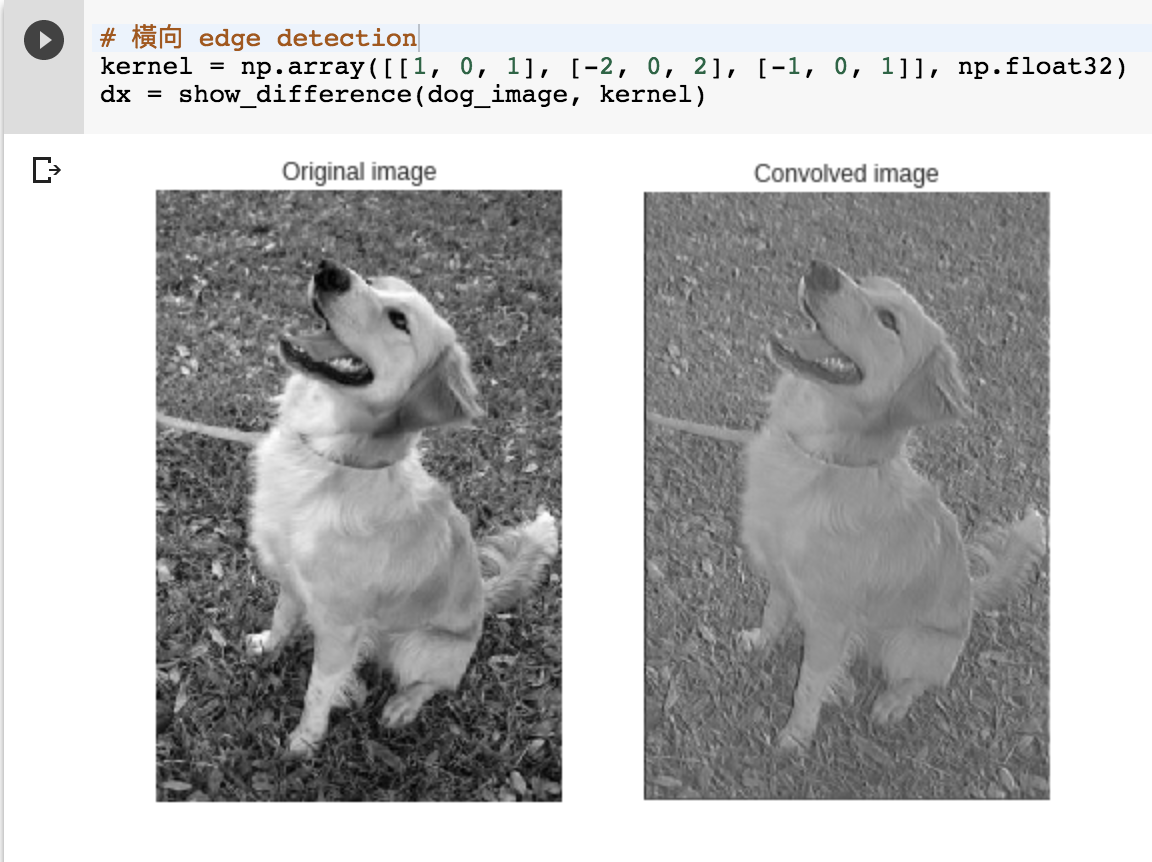 # 橫向 edge detection
kernel = np.array([[1, 0, 1], [-2, 0, 2], [-1, 0, 1]], np.float32)
dx = show_difference(dog_image, kernel)
Original image
Convolved image